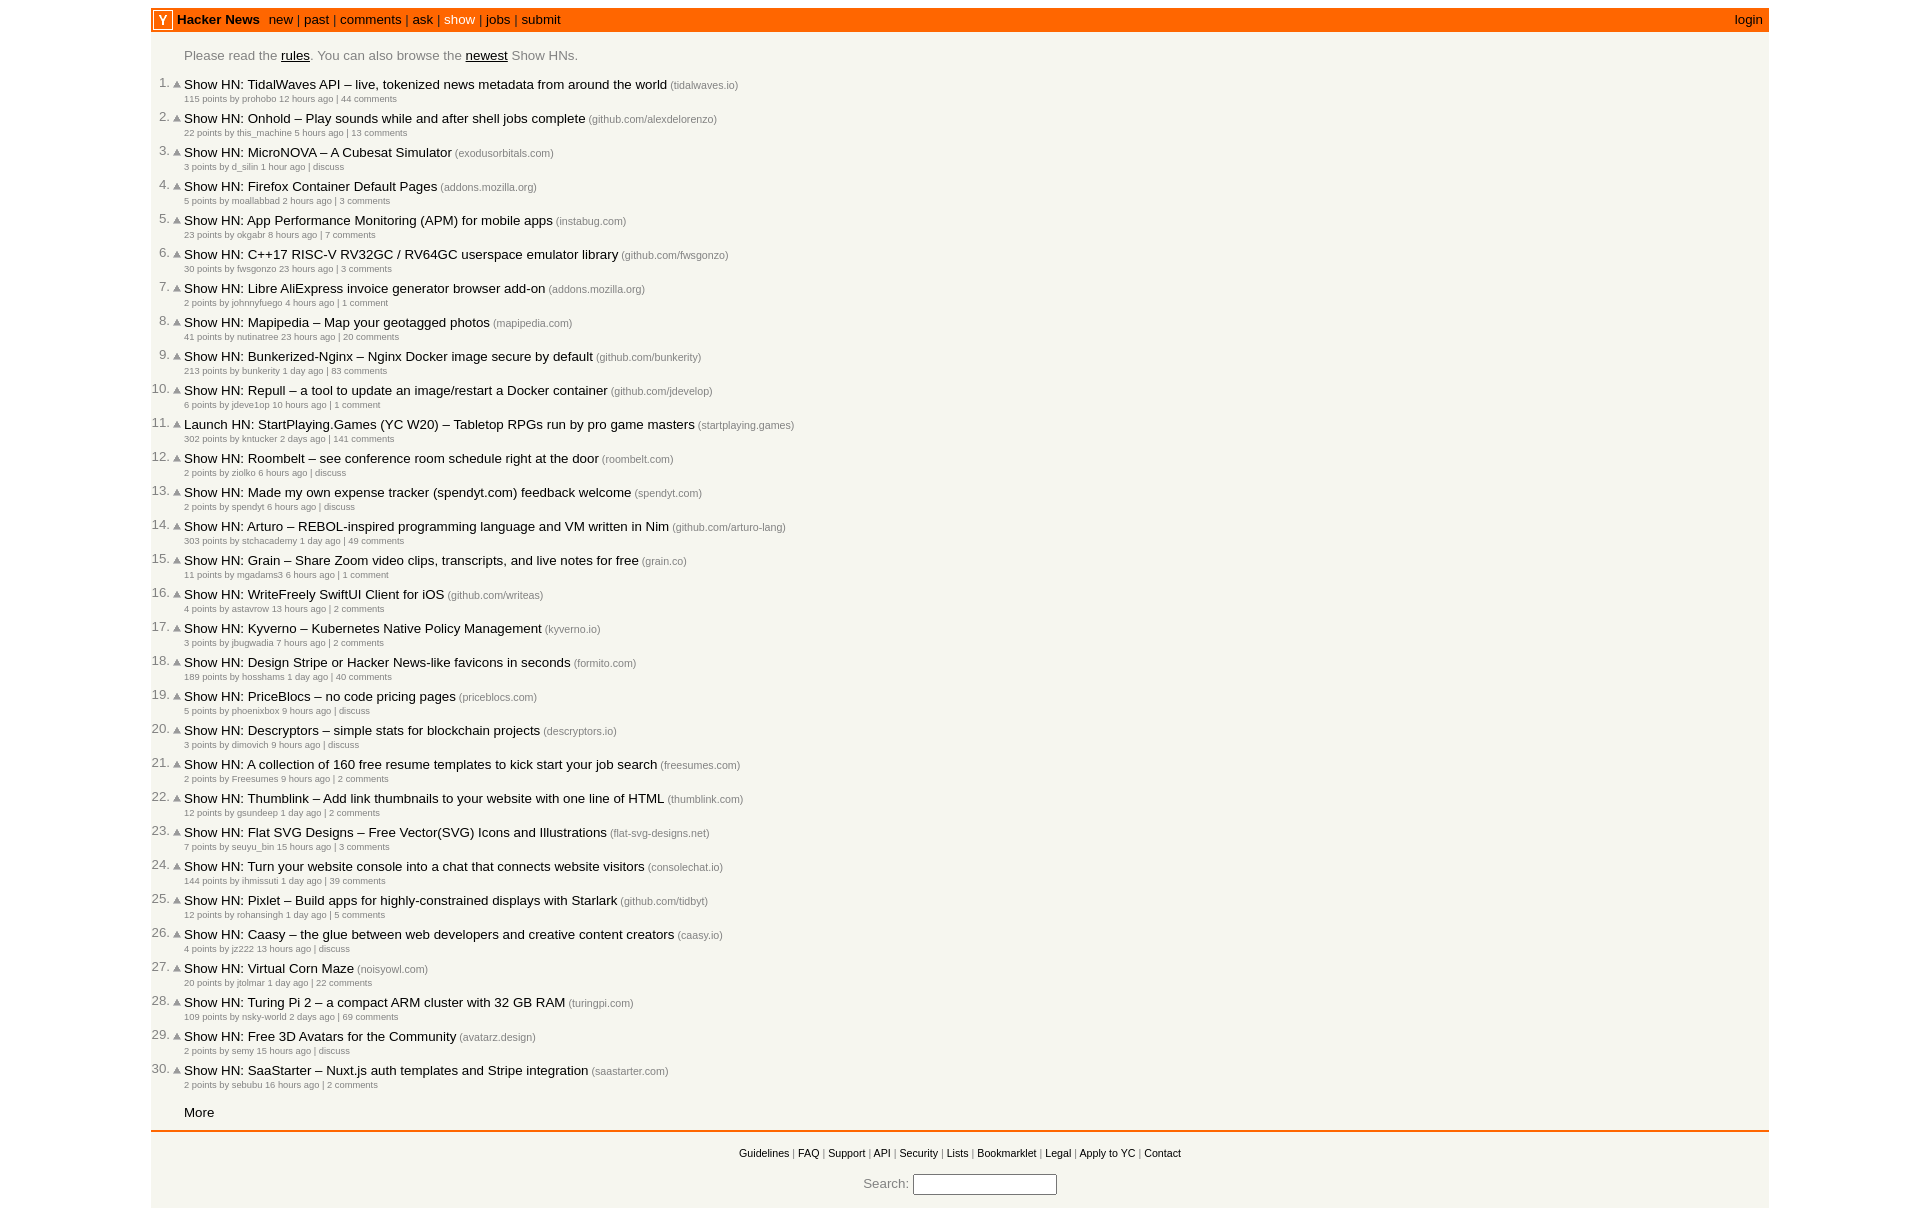 Y Hacker News new | past | comments | ask | show | jobs | submit login
Please read the rules. You can also browse the newest Show HNs.
1. Show HN: TidalWaves API – live, tokenized news metadata from around the world (tidalwaves.io)
115 points by prohobo 12 hours ago | 44 comments
2. Show HN: Onhold – Play sounds while and after shell jobs complete (github.com/alexdelorenzo)
22 points by this_machine 5 hours ago | 13 comments
3. Show HN: MicroNOVA – A Cubesat Simulator (exodusorbitals.com)
3 points by d_silin 1 hour ago | discuss
4. Show HN: Firefox Container Default Pages (addons.mozilla.org)
5 points by moallabbad 2 hours ago | 3 comments
5. Show HN: App Performance Monitoring (APM) for mobile apps (instabug.com)
23 points by okgabr 8 hours ago | 7 comments
6. Show HN: C++17 RISC-V RV32GC / RV64GC userspace emulator library (github.com/fwsgonzo)
30 points by fwsgonzo 23 hours ago | 3 comments
7. Show HN: Libre AliExpress invoice generator browser add-on (addons.mozilla.org)
2 points by johnnyfuego 4 hours ago | 1 comment
8. Show HN: Mapipedia – Map your geotagged photos (mapipedia.com)
41 points by nutinatree 23 hours ago | 20 comments
9. Show HN: Bunkerized-Nginx – Nginx Docker image secure by default (github.com/bunkerity)
213 points by bunkerity 1 day ago | 83 comments
10. Show HN: Repull – a tool to update an image/restart a Docker container (github.com/jdevelop)
6 points by jdeve1op 10 hours ago | 1 comment
11. Launch HN: StartPlaying.Games (YC W20) – Tabletop RPGs run by pro game masters (startplaying.games)
302 points by kntucker 2 days ago | 141 comments
12. Show HN: Roombelt – see conference room schedule right at the door (roombelt.com)
2 points by ziolko 6 hours ago | discuss
13. Show HN: Made my own expense tracker (spendyt.com) feedback welcome (spendyt.com)
2 points by spendyt 6 hours ago | discuss
14. Show HN: Arturo – REBOL-inspired programming language and VM written in Nim (github.com/arturo-lang)
303 points by stchacademy 1 day ago | 49 comments
15. Show HN: Grain – Share Zoom video clips, transcripts, and live notes for free (grain.co)
11 points by mgadams3 6 hours ago | 1 comment
16. Show HN: WriteFreely SwiftUI Client for iOS (github.com/writeas)
4 points by astavrow 13 hours ago | 2 comments
17. Show HN: Kyverno – Kubernetes Native Policy Management (kyverno.io)
3 points by jbugwadia 7 hours ago | 2 comments
18. Show HN: Design Stripe or Hacker News-like favicons in seconds (formito.com)
189 points by hosshams 1 day ago | 40 comments
19. Show HN: PriceBlocs – no code pricing pages (priceblocs.com)
5 points by phoenixbox 9 hours ago | discuss
20. Show HN: Descryptors – simple stats for blockchain projects (descryptors.io)
3 points by dimovich 9 hours ago | discuss
21. Show HN: A collection of 160 free resume templates to kick start your job search (freesumes.com)
2 points by Freesumes 9 hours ago | 2 comments
22. Show HN: Thumblink – Add link thumbnails to your website with one line of HTML (thumblink.com)
12 points by gsundeep 1 day ago | 2 comments
23. Show HN: Flat SVG Designs – Free Vector(SVG) Icons and Illustrations (flat-svg-designs.net)
7 points by seuyu_bin 15 hours ago | 3 comments
24. Show HN: Turn your website console into a chat that connects website visitors (consolechat.io)
144 points by ihmissuti 1 day ago | 39 comments
25. Show HN: Pixlet – Build apps for highly-constrained displays with Starlark (github.com/tidbyt)
12 points by rohansingh 1 day ago | 5 comments
26. Show HN: Caasy – the glue between web developers and creative content creators (caasy.io)
4 points by jz222 13 hours ago | discuss
27. Show HN: Virtual Corn Maze (noisyowl.com)
20 points by jtolmar 1 day ago | 22 comments
28. Show HN: Turing Pi 2 – a compact ARM cluster with 32 GB RAM (turingpi.com)
109 points by nsky-world 2 days ago | 69 comments
29. Show HN: Free 3D Avatars for the Community (avatarz.design)
2 points by semy 15 hours ago | discuss
30. Show HN: SaaStarter – Nuxt.js auth templates and Stripe integration (saastarter.com)
2 points by sebubu 16 hours ago | 2 comments
More
Guidelines | FAQ | Support | API | Security | Lists | Bookmarklet | Legal | Apply to YC | Contact
Search: